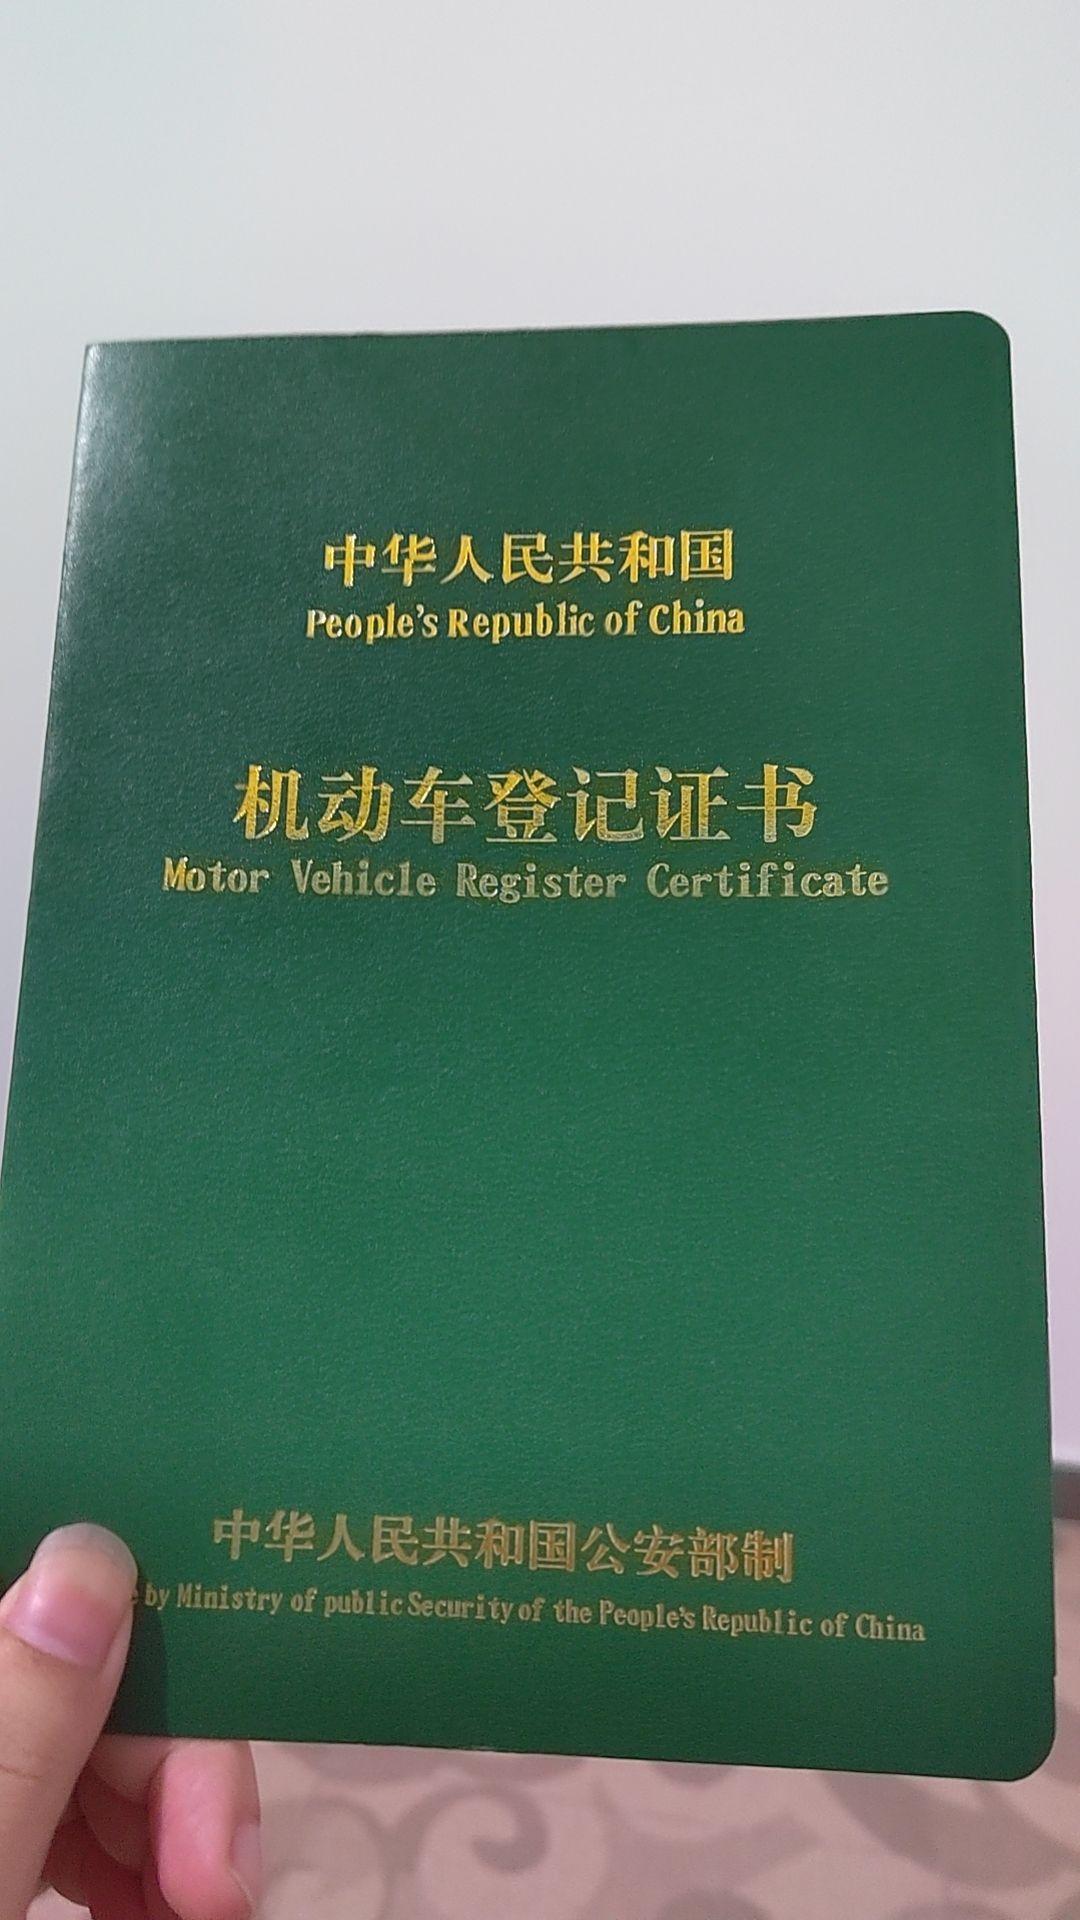 中华人民共和国
People's Republic of China
机动车登记证书
Motor Vehicle Register Certificate
中华人民共和国公安部制
by Ministry of public Security of the People's Republic of China